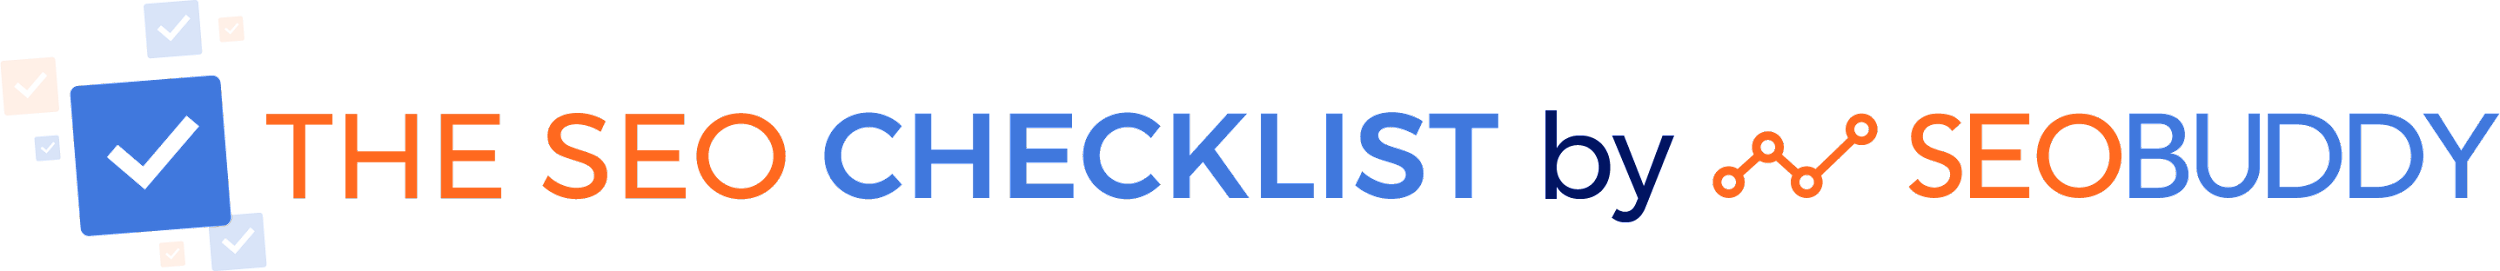 THE SEO CHECKLIST by SEOBUDDY